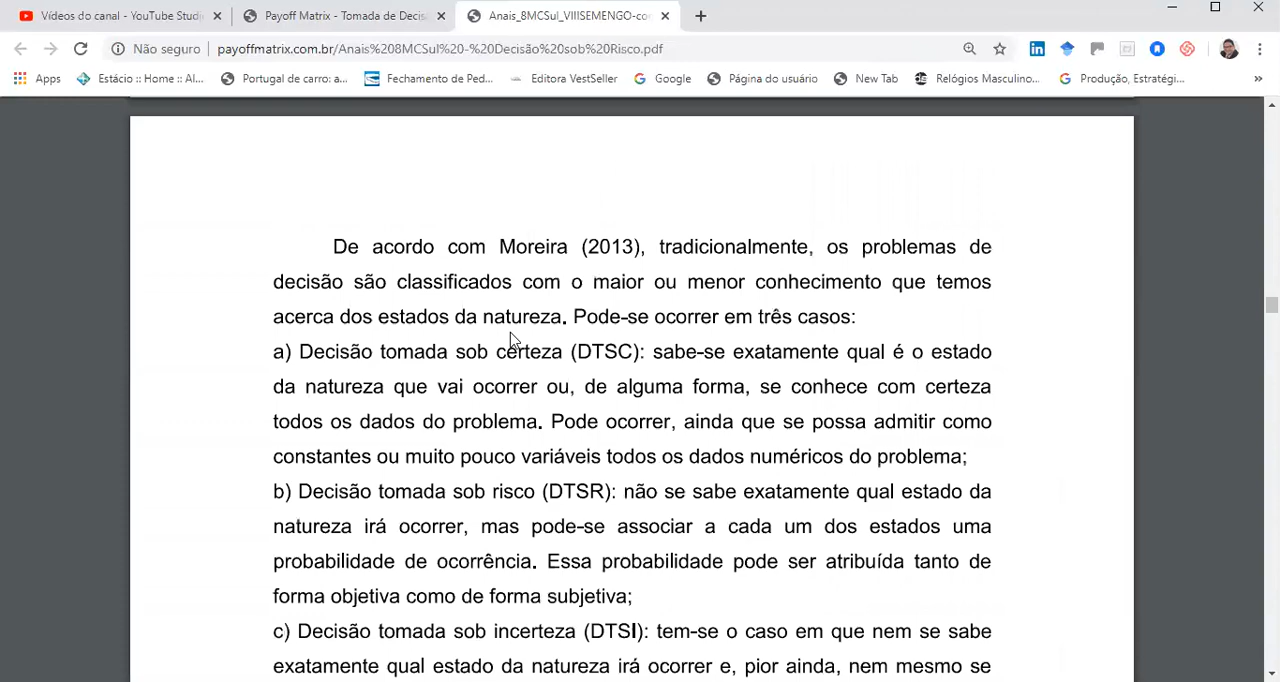 Vídeos do canal - YouTube Stud
Payoff Matrix - Tomada de Decis
Anais_8MCSul_VIIISEMENGO-co
Não seguro
payoffmatrix.com.br/Anais%208MCSul%20-%20Decisão%20sob%20Risco.pdf
Apps
Estácio :: Home :: Al...
Portugal de carro: a...
Fechamento de Ped...
Editora VestSeller
Google
Página do usuário
New Tab
Relógios Masculino...
Produção, Estratégi...
De acordo com Moreira (2013), tradicionalmente, os problemas de
decisão são classificados com o maior ou menor conhecimento que temos
acerca dos estados da natureza. Pode-se ocorrer em três casos:
a) Decisão tomada sob certeza (DTSC): sabe-se exatamente qual é o estado
da natureza que vai ocorrer ou, de alguma forma, se conhece com certeza
todos os dados do problema. Pode ocorrer, ainda que se possa admitir como
constantes ou muito pouco variáveis todos os dados numéricos do problema;
b) Decisão tomada sob risco (DTSR): não se sabe exatamente qual estado da
natureza irá ocorrer, mas pode-se associar a cada um dos estados uma
probabilidade de ocorrência. Essa probabilidade pode ser atribuída tanto de
forma objetiva como de forma subjetiva;
c) Decisão tomada sob incerteza (DTSI): tem-se o caso em que nem se sabe
exatamente qual estado da natureza irá ocorrer e, pior ainda, nem mesmo se